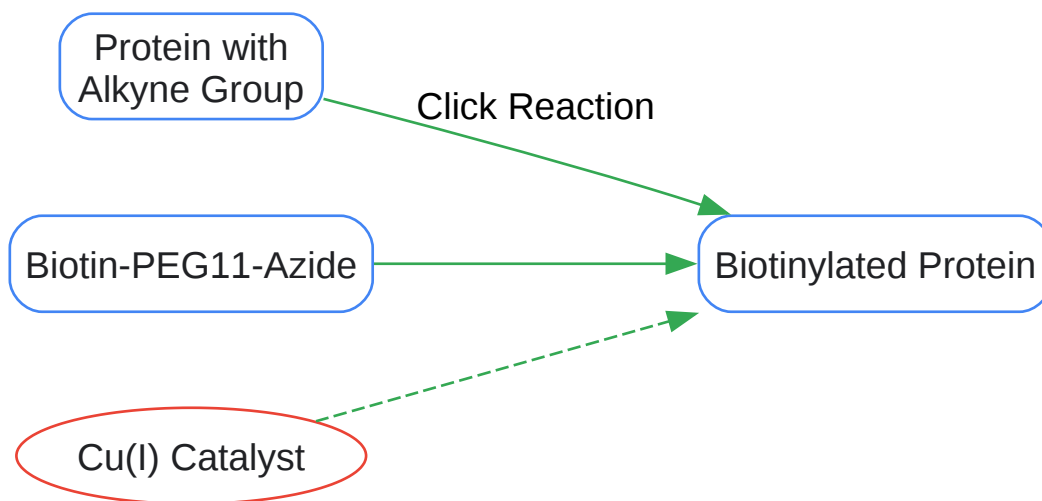 Protein with
Alkyne Group
Click Reaction
Biotin-PEG11-Azide
Biotinylated Protein
Cu(I) Catalyst